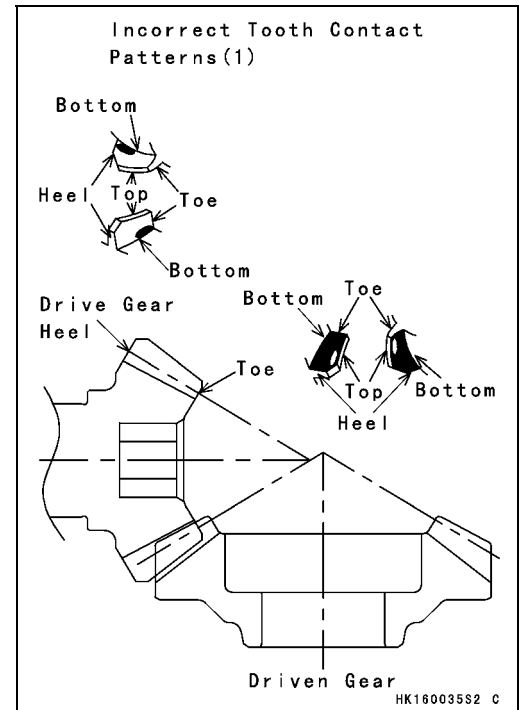 Incorrect Tooth Contact
Patterns(1)
Bottom
Heel Top Toe
Bottom
Drive Gear
Heel
Toe
Bottom Toe
Top Bottom
Heel
Driven Gear
HK160035S2 C